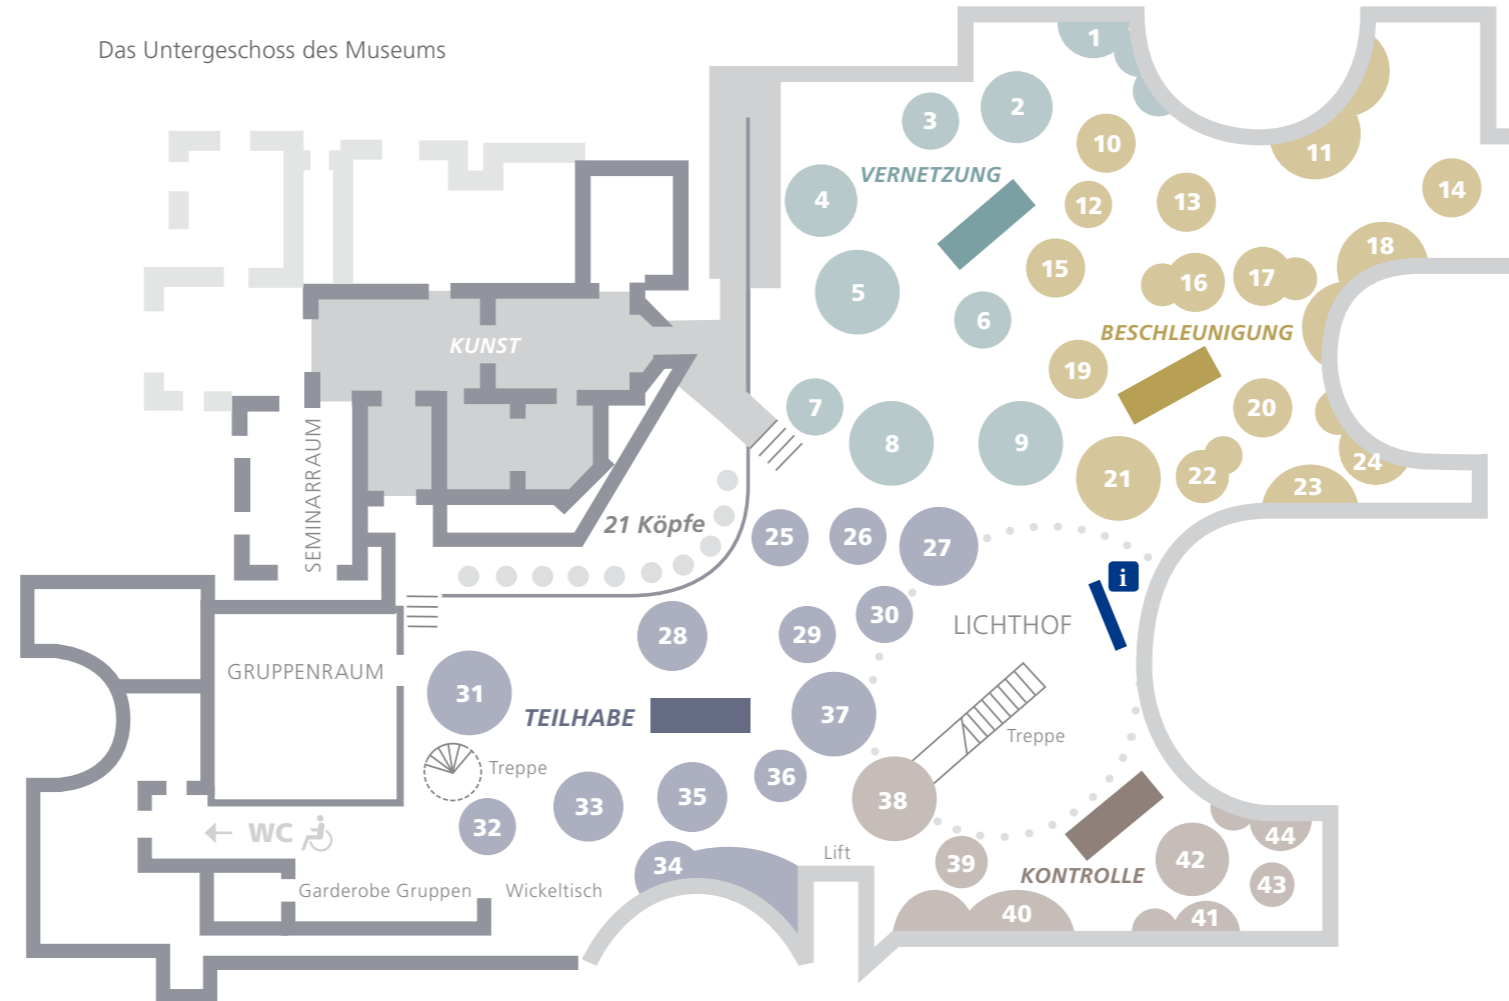 Das Untergeschoss des Museums
1
2
3
10
11
VERNETZUNG
4
12
13
14
15
16
17
18
5
6
BESCHLEUNIGUNG
KUNST
19
7
20
8
9
21
22
23
24
SEMINARRAUM
21 Köpfe
25
26
27
i
LICHTHOF
28
29
30
GRUPPENRAUM
31
TEILHABE
37
Treppe
Treppe
36
32
33
35
38
WC
34
Lift
39
KONTROLLE
42
44
43
Garderobe Gruppen
Wickeltisch
40
41